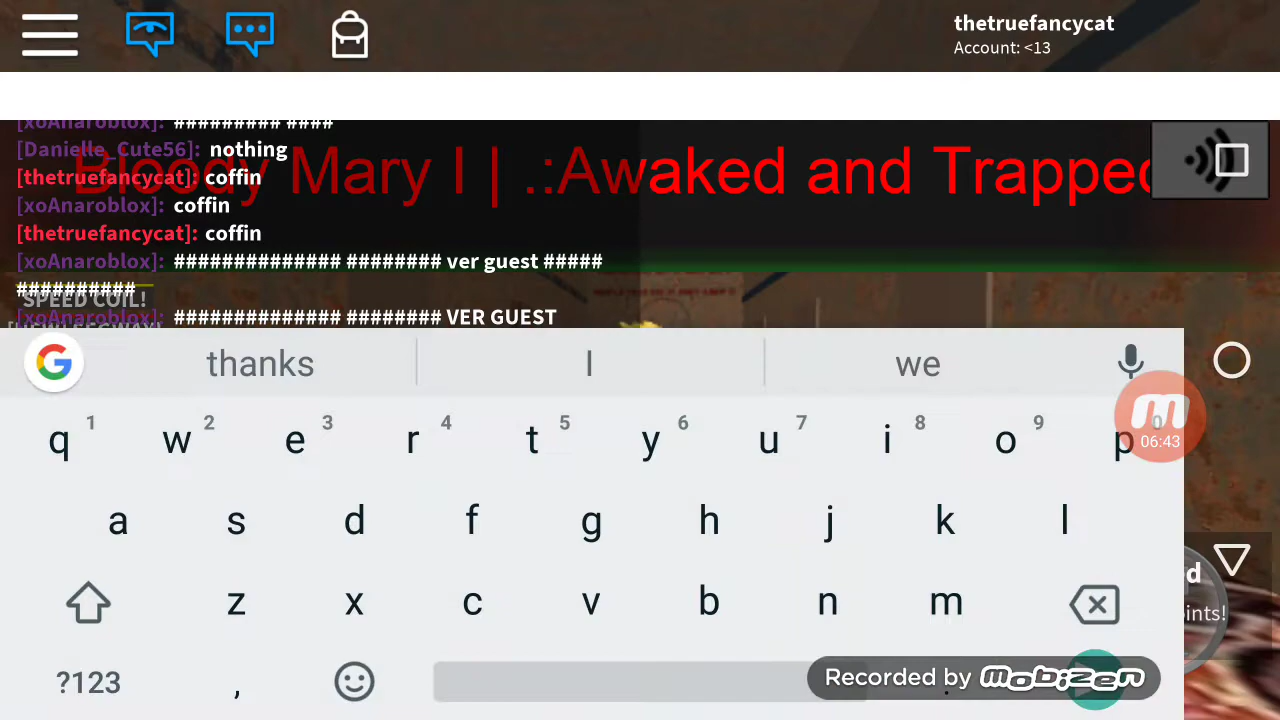 thetruefancycat
Account: <13
[xoAnaroblox]: ######### ####
[Danielle_Cute56]: nothing
Bloody Mary I | .::Awaked and Trapped
[thetruefancycat]: coffin
[xoAnaroblox]: coffin
[thetruefancycat]: coffin
[xoAnaroblox]: ############## ######## ver guest #####
##########
SPEED COIL!
[xoAnaroblox]: ############## ######## VER GUEST
thanks I we
q 1 w 2 e 3 r 4 t 5 y 6 u 7 i 8 o 9 p 0
06:43
a s d f g h j k l
z x c v b n m
ints!
?123 , .
Recorded by mobizen